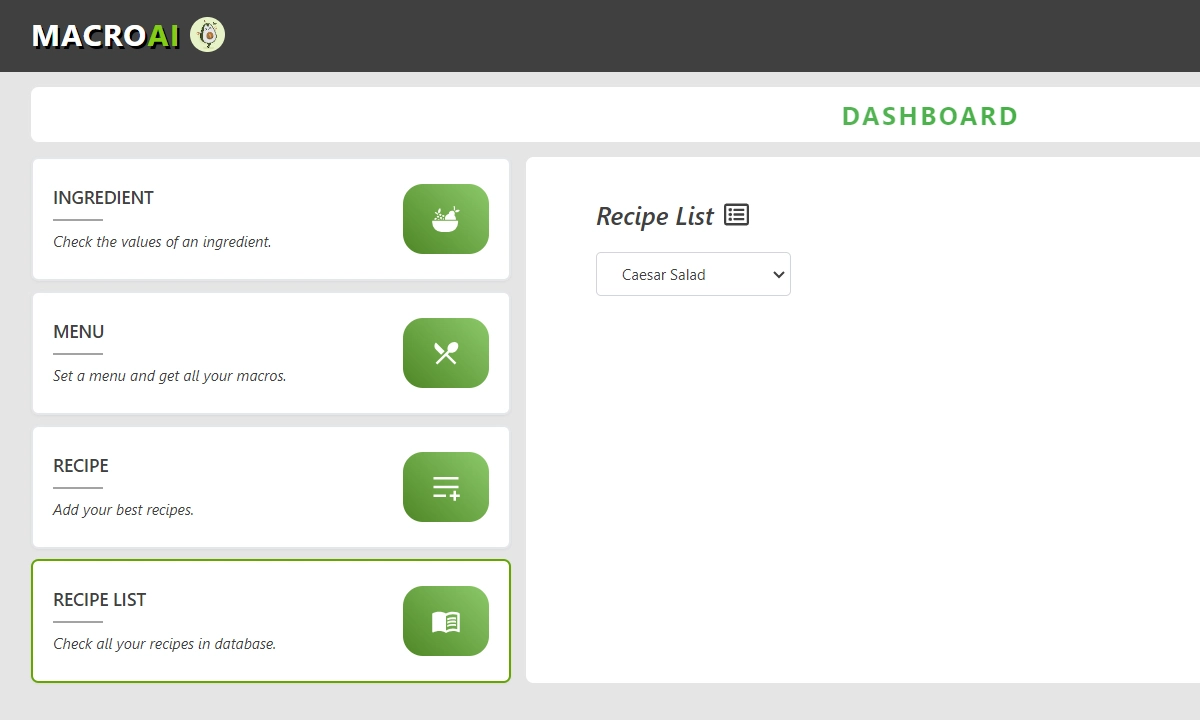 MACROAI
DASHBOARD
INGREDIENT
Check the values of an ingredient.
MENU
Set a menu and get all your macros.
RECIPE
Add your best recipes.
RECIPE LIST
Check all your recipes in database.
Recipe List
Caesar Salad